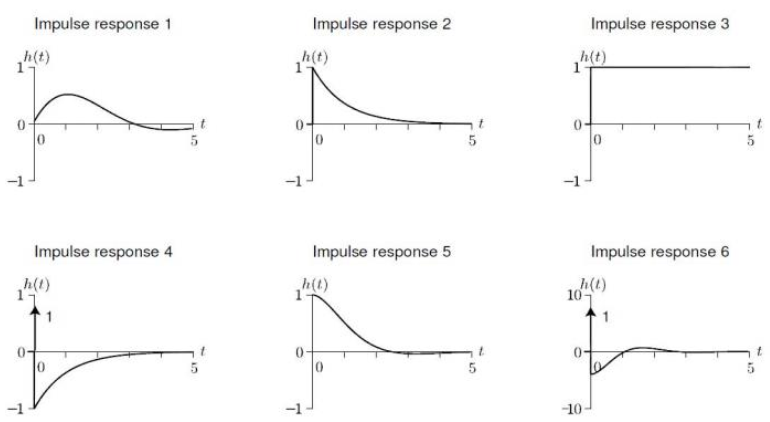 Impulse response 1 Impulse response 2 Impulse response 3
h(t) h(t) h(t)
1 1 1
0 t 0 t 0 t
0 5 0 5 0 5
−1 −1 −1
Impulse response 4 Impulse response 5 Impulse response 6
h(t) h(t) h(t)
1 1 10
1 1
0 t 0 t 0 t
0 5 0 5 0 5
−1 −1 −10